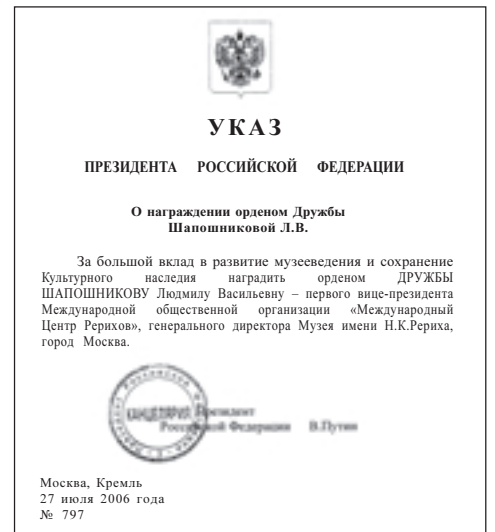 УКАЗ
ПРЕЗИДЕНТА РОССИЙСКОЙ ФЕДЕРАЦИИ
О награждении орденом Дружбы
Шапошниковой Л.В.
За большой вклад в развитие музееведения и сохранение
Культурного наследия наградить орденом ДРУЖБЫ
ШАПОШНИКОВУ Людмилу Васильевну – первого вице-президента
Международной общественной организации «Международный
Центр Рерихов», генерального директора Музея имени Н.К.Рериха,
город Москва.
КАНЦЕЛЯРИЯ Президент
Российской Федерации В.Путин
Москва, Кремль
27 июля 2006 года
№ 797